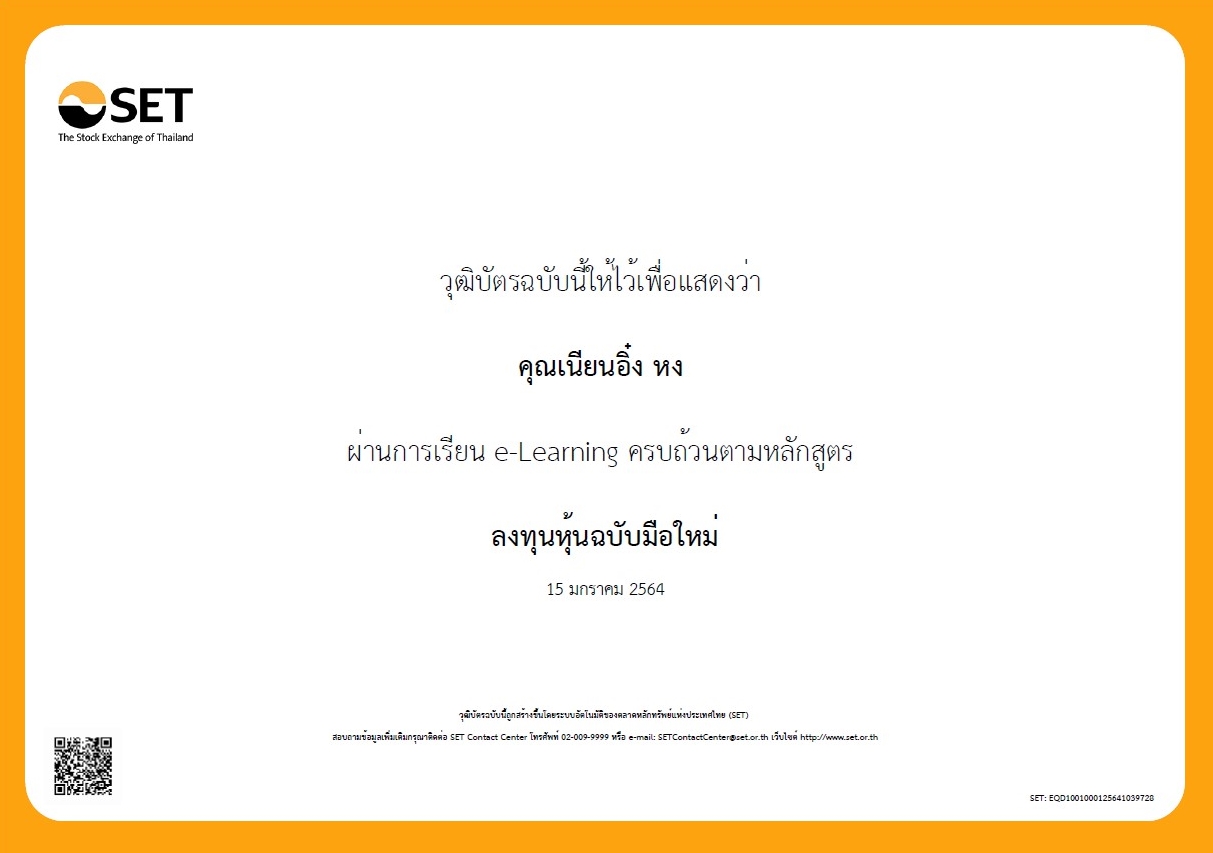 SET
The Stock Exchange of Thailand
วุฒิบัตรฉบับนี้ให้ไว้เพื่อแสดงว่า
คุณเนียนอิ๋ง หง
ผ่านการเรียน e-Learning ครบถ้วนตามหลักสูตร
ลงทุนหุ้นฉบับมือใหม่
15 มกราคม 2564
วุฒิบัตรฉบับนี้ถูกสร้างขึ้นโดยระบบอัตโนมัติของตลาดหลักทรัพย์แห่งประเทศไทย (SET)
สอบถามข้อมูลเพิ่มเติมกรุณาติดต่อ SET Contact Center โทรศัพท์ 02-009-9999 หรือ e-mail: SETContactCenter@set.or.th เว็บไซต์ http://www.set.or.th
SET: EQD1001000125641039728